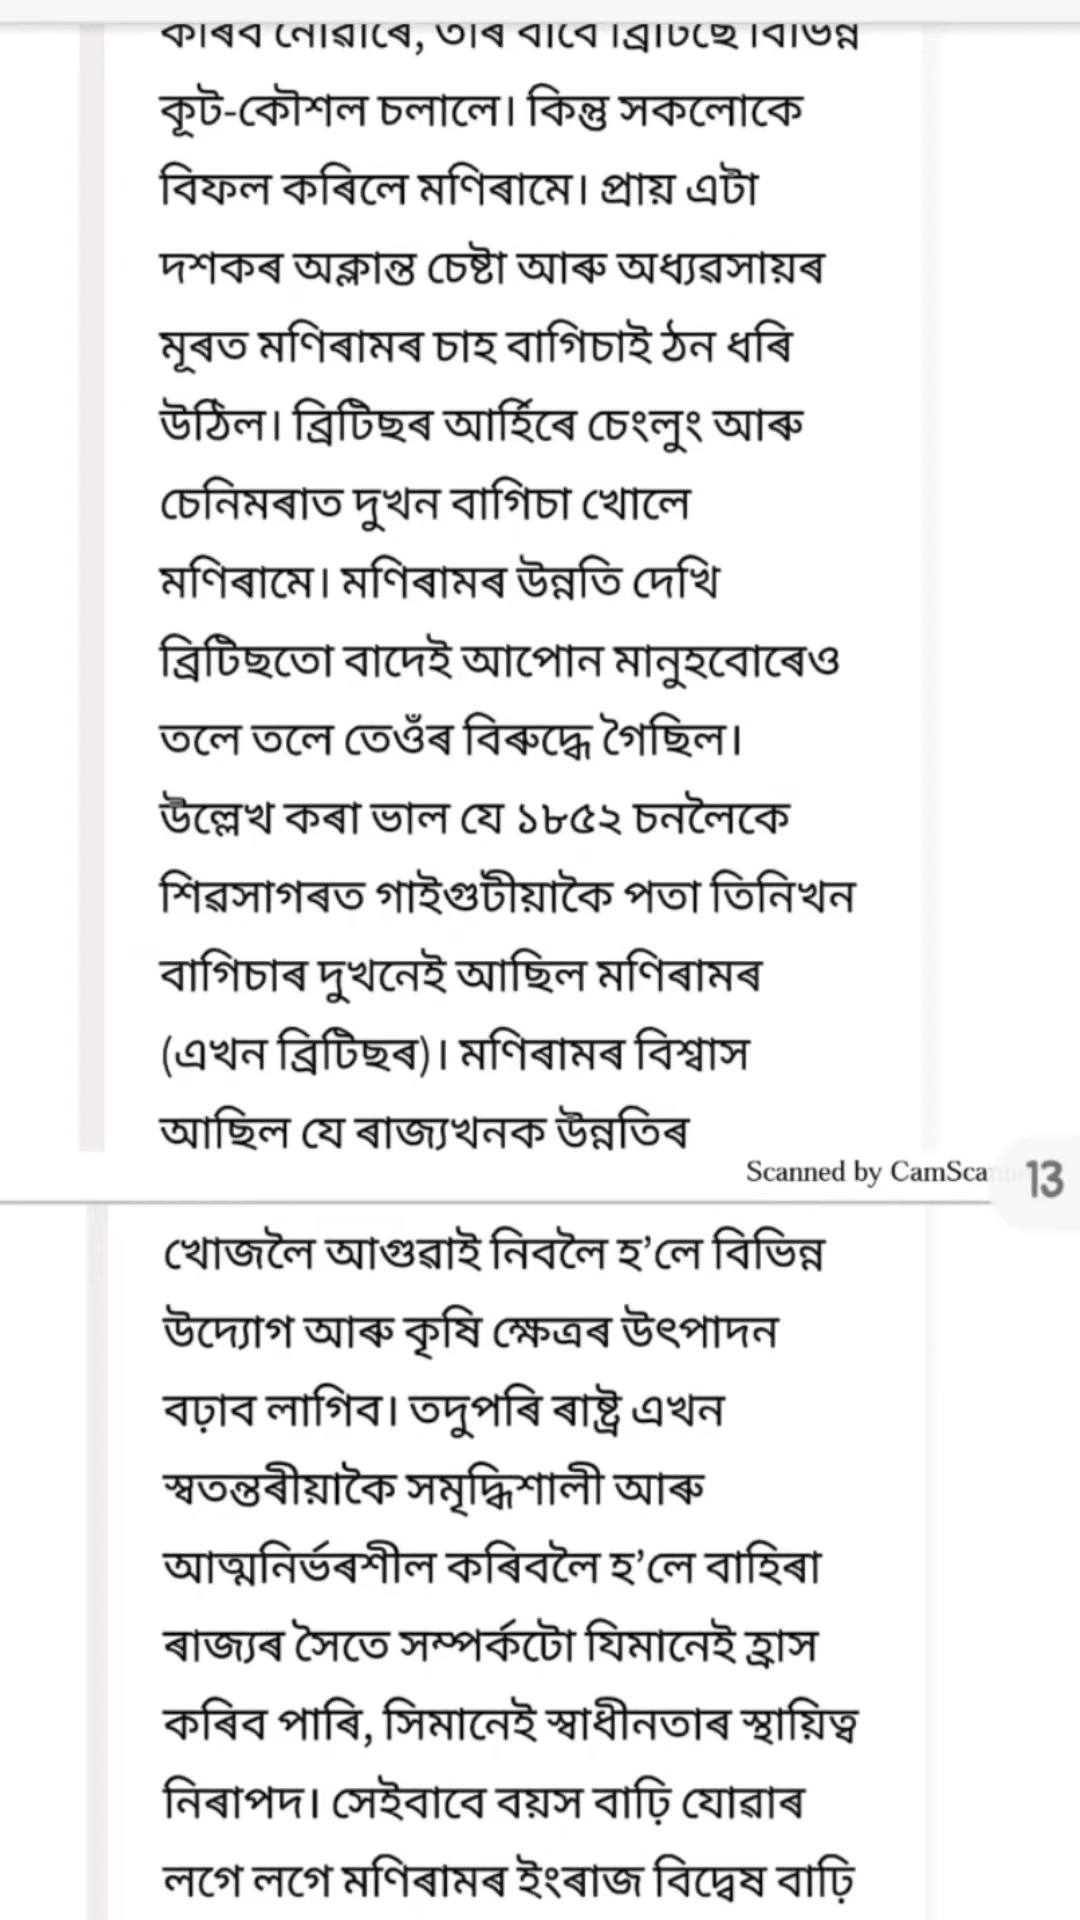 কৰিব নোৱাৰে, তাৰ বাবে ব্ৰিটিছে বিভিন্ন
কূট-কৌশল চলালে। কিন্তু সকলোকে
বিফল কৰিলে মণিৰামে। প্ৰায় এটা
দশকৰ অক্লান্ত চেষ্টা আৰু অধ্যৱসায়ৰ
মূৰত মণিৰামৰ চাহ বাগিচাই ঠন ধৰি
উঠিল। ব্ৰিটিছৰ আৰ্হিৰে চেংলুং আৰু
চেনিমৰাত দুখন বাগিচা খোলে
মণিৰামে। মণিৰামৰ উন্নতি দেখি
ব্ৰিটিছতো বাদেই আপোন মানুহবোৰেও
তলে তলে তেওঁৰ বিৰুদ্ধে গৈছিল।
উল্লেখ কৰা ভাল যে ১৮৫২ চনলৈকে
শিৱসাগৰত গাইগুটীয়াকৈ পতা তিনিখন
বাগিচাৰ দুখনেই আছিল মণিৰামৰ
(এখন ব্ৰিটিছৰ)। মণিৰামৰ বিশ্বাস
আছিল যে ৰাজ্যখনক উন্নতিৰ
Scanned by CamSca
13
খোজলৈ আগুৱাই নিবলৈ হ’লে বিভিন্ন
উদ্যোগ আৰু কৃষি ক্ষেত্ৰৰ উৎপাদন
বঢ়াব লাগিব। তদুপৰি ৰাষ্ট্ৰ এখন
স্বতন্তৰীয়াকৈ সমৃদ্ধিশালী আৰু
আত্মনিৰ্ভৰশীল কৰিবলৈ হ’লে বাহিৰা
ৰাজ্যৰ সৈতে সম্পৰ্কটো যিমানেই হ্ৰাস
কৰিব পাৰি, সিমানেই স্বাধীনতাৰ স্থায়িত্ব
নিৰাপদ। সেইবাবে বয়স বাঢ়ি যোৱাৰ
লগে লগে মণিৰামৰ ইংৰাজ বিদ্বেষ বাঢ়ি